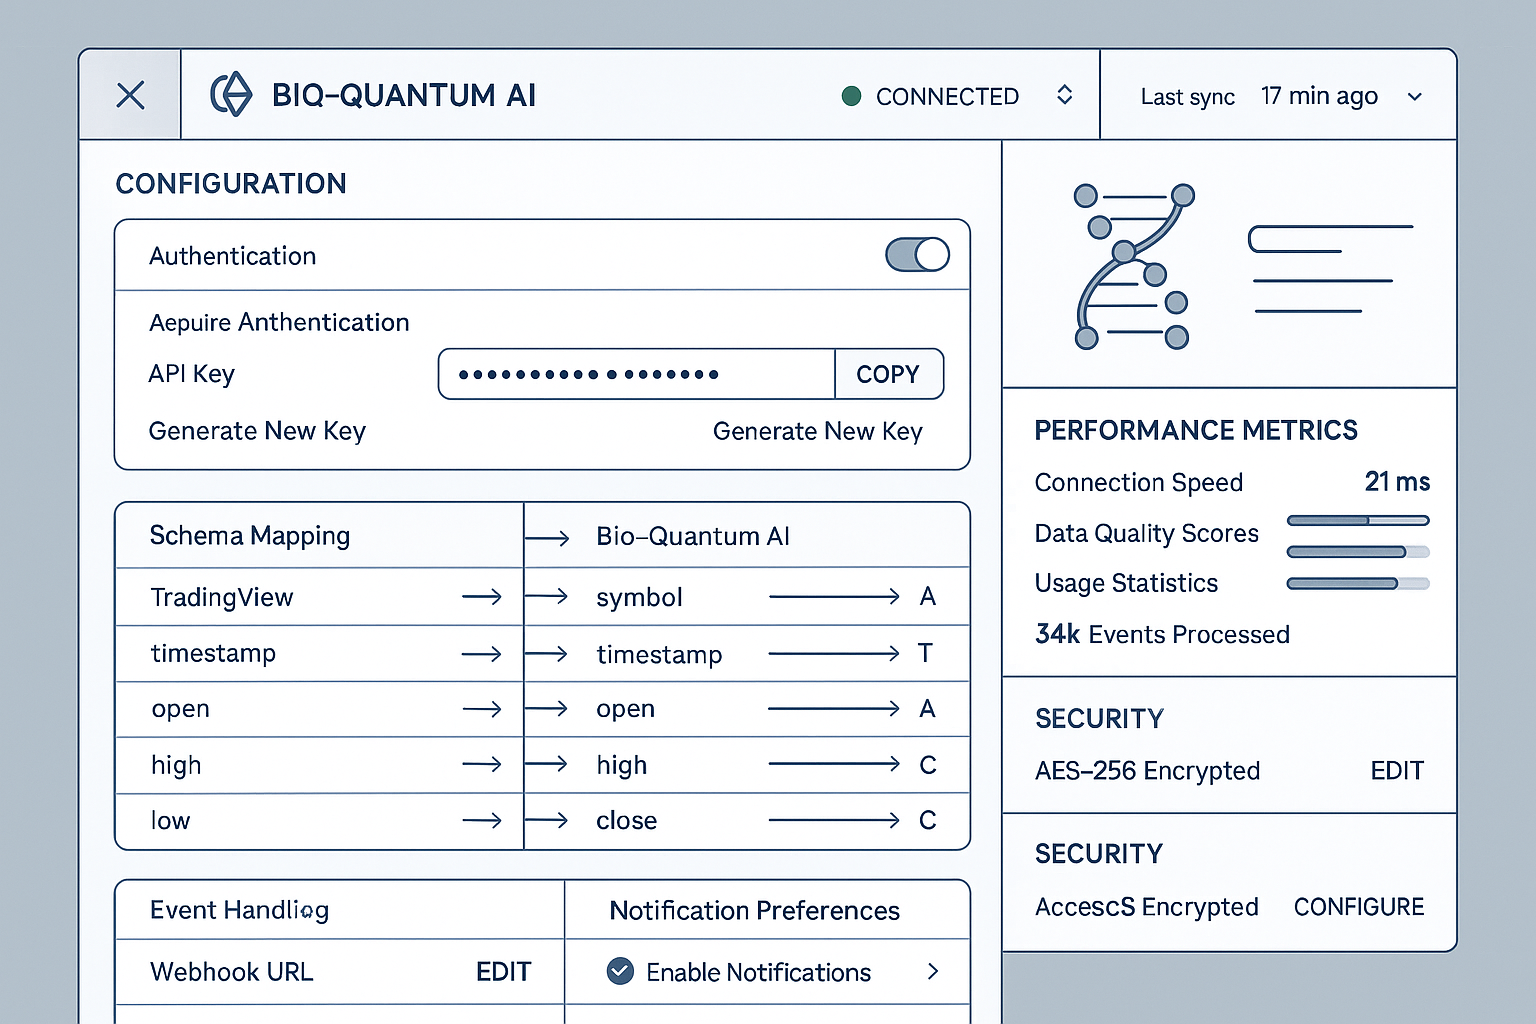 BIQ–QUANTUM AI
CONNECTED
Last sync 17 min ago
CONFIGURATION
Authentication
Aepuire Anthentication
API Key
•••••••••• • •••••••• COPY
Generate New Key Generate New Key
Schema Mapping → Bio–Quantum AI
TradingView → → symbol → A
timestamp → → timestamp → T
open → → open → A
high → → high → C
low → → close → C
Event Handliog
Notification Preferences
Webhook URL EDIT
Enable Notifications
PERFORMANCE METRICS
Connection Speed 21 ms
Data Quality Scores
Usage Statistics
34k Events Processed
SECURITY
AES–256 Encrypted EDIT
SECURITY
AccescS Encrypted CONFIGURE